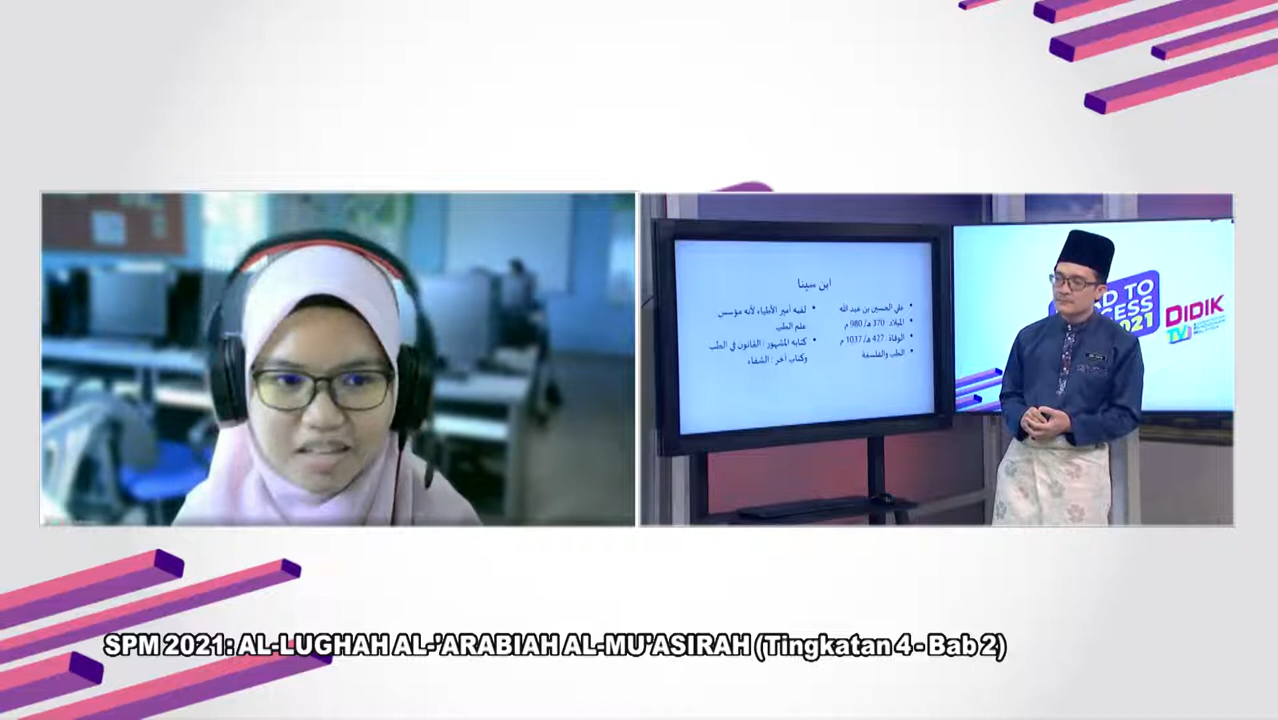 ابن سينا
علي الحسين بن عبد الله
الميلاد: 370 هـ/ 980 م
الوفاة : 427 هـ/ 1037 م
الطب والفلسفة
لقبه أمير الأطباء لأنه مؤسس
علم الطب
كتابه المشهور : القانون في الطب
وكتاب آخر : الشفاء
TO
DIDIK
TV
SPM 2021: AL-LUGHAH AL-'ARABIAH AL-MU'ASIRAH (Tingkatan 4 - Bab 2)